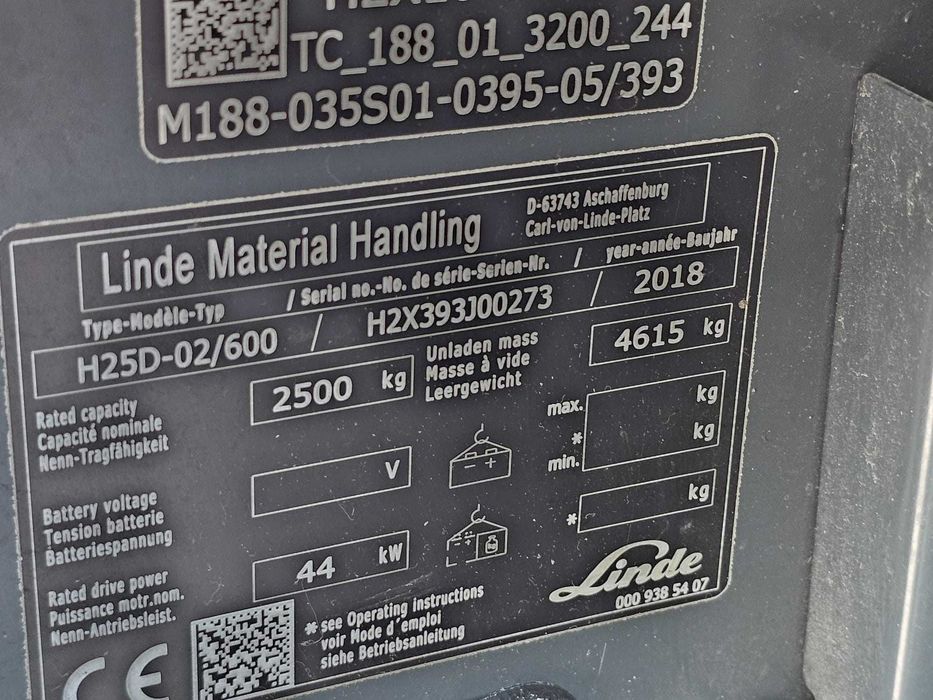 TC_188_01_3200_244
M188-035S01-0395-05/393
Linde Material Handling
D-63743 Aschaffenburg
Carl-von-Linde-Platz
Type-Modèle-Typ / Serial no.-No. de série-Serien-Nr. / year-année-Baujahr
H25D-02/600 / H2X393J00273 / 2018
Rated capacity
Capacité nominale
Nenn-Tragfähigkeit
2500 kg
Unladen mass
Masse à vide
Leergewicht
4615 kg
Battery voltage
Tension batterie
Batteriespannung
V
max. kg
* kg
min.
Rated drive power
Puissance motr.nom.
Nenn-Antriebsleist.
44 kW
* kg
* see Operating instructions
voir Mode d'emploi
siehe Betriebsanleitung
Linde
000 938 54 07
CE